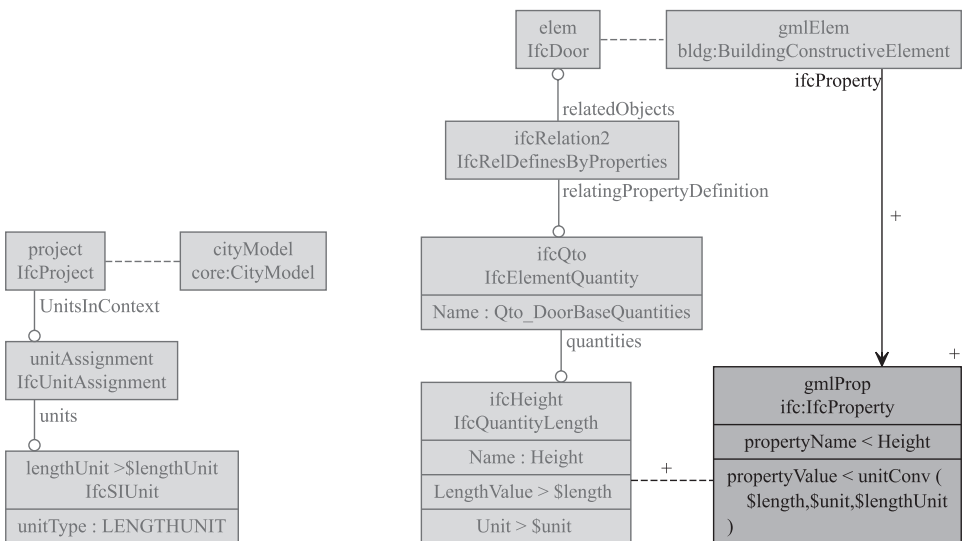 elem
IfcDoor
gmlElem
bldg:BuildingConstructiveElement
ifcProperty
relatedObjects
ifcRelation2
IfcRelDefinesByProperties
relatingPropertyDefinition
+
project
IfcProject
cityModel
core:CityModel
ifcQto
IfcElementQuantity
Name : Qto_DoorBaseQuantities
UnitsInContext
quantities
unitAssignment
IfcUnitAssignment
+
units
ifcHeight
IfcQuantityLength
Name : Height
LengthValue > $length
Unit > $unit
+
gmlProp
ifc:IfcProperty
propertyName < Height
propertyValue < unitConv (
$length,$unit,$lengthUnit
)
lengthUnit >$lengthUnit
IfcSIUnit
unitType : LENGTHUNIT